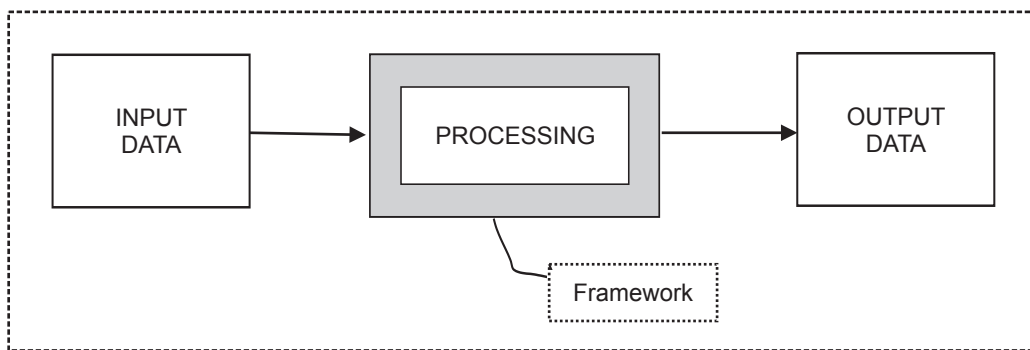 INPUT
DATA
PROCESSING
OUTPUT
DATA
Framework